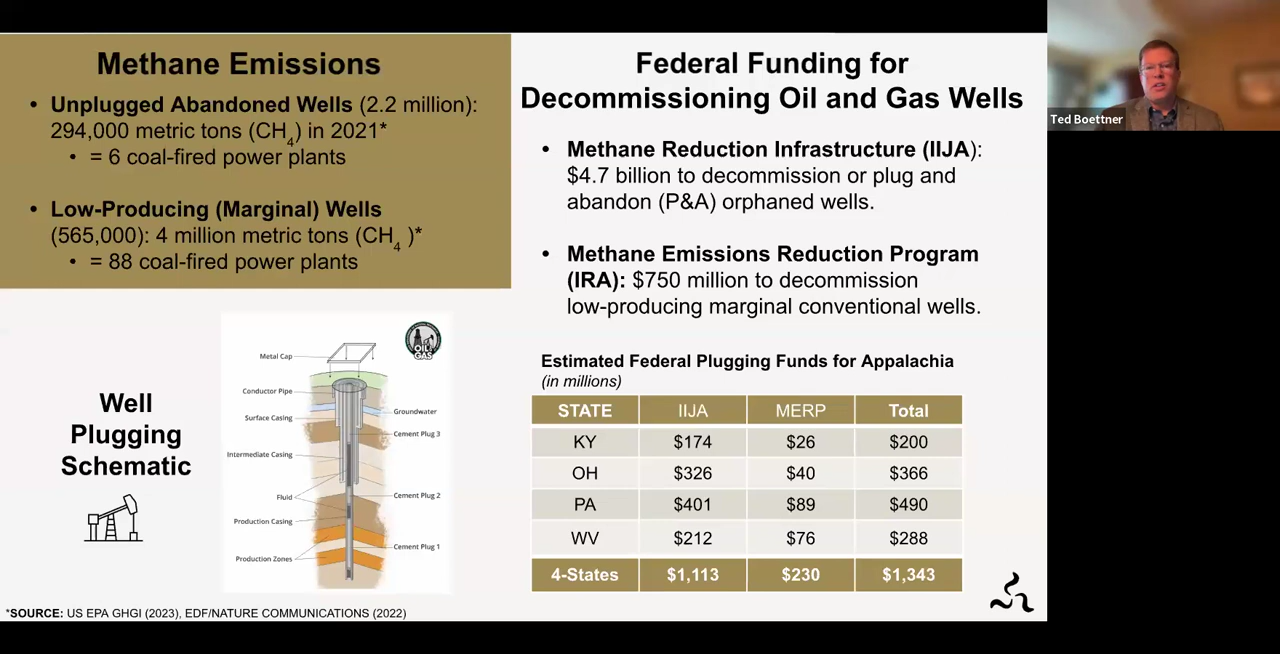 Methane Emissions
• Unplugged Abandoned Wells (2.2 million):
294,000 metric tons (CH4) in 2021*
• = 6 coal-fired power plants
• Low-Producing (Marginal) Wells
(565,000): 4 million metric tons (CH4 )*
• = 88 coal-fired power plants
Well
Plugging
Schematic
OIL
GAS
Metal Cap
Conductor Pipe
Surface Casing
Intermediate Casing
Fluid
Production Casing
Production Zones
Groundwater
Cement Plug 3
Cement Plug 2
Cement Plug 1
*SOURCE: US EPA GHGI (2023), EDF/NATURE COMMUNICATIONS (2022)
Federal Funding for
Decommissioning Oil and Gas Wells
• Methane Reduction Infrastructure (IIJA):
$4.7 billion to decommission or plug and
abandon (P&A) orphaned wells.
• Methane Emissions Reduction Program
(IRA): $750 million to decommission
low-producing marginal conventional wells.
Estimated Federal Plugging Funds for Appalachia
(in millions)
STATE IIJA MERP Total
KY $174 $26 $200
OH $326 $40 $366
PA $401 $89 $490
WV $212 $76 $288
4-States $1,113 $230 $1,343
Ted Boettner